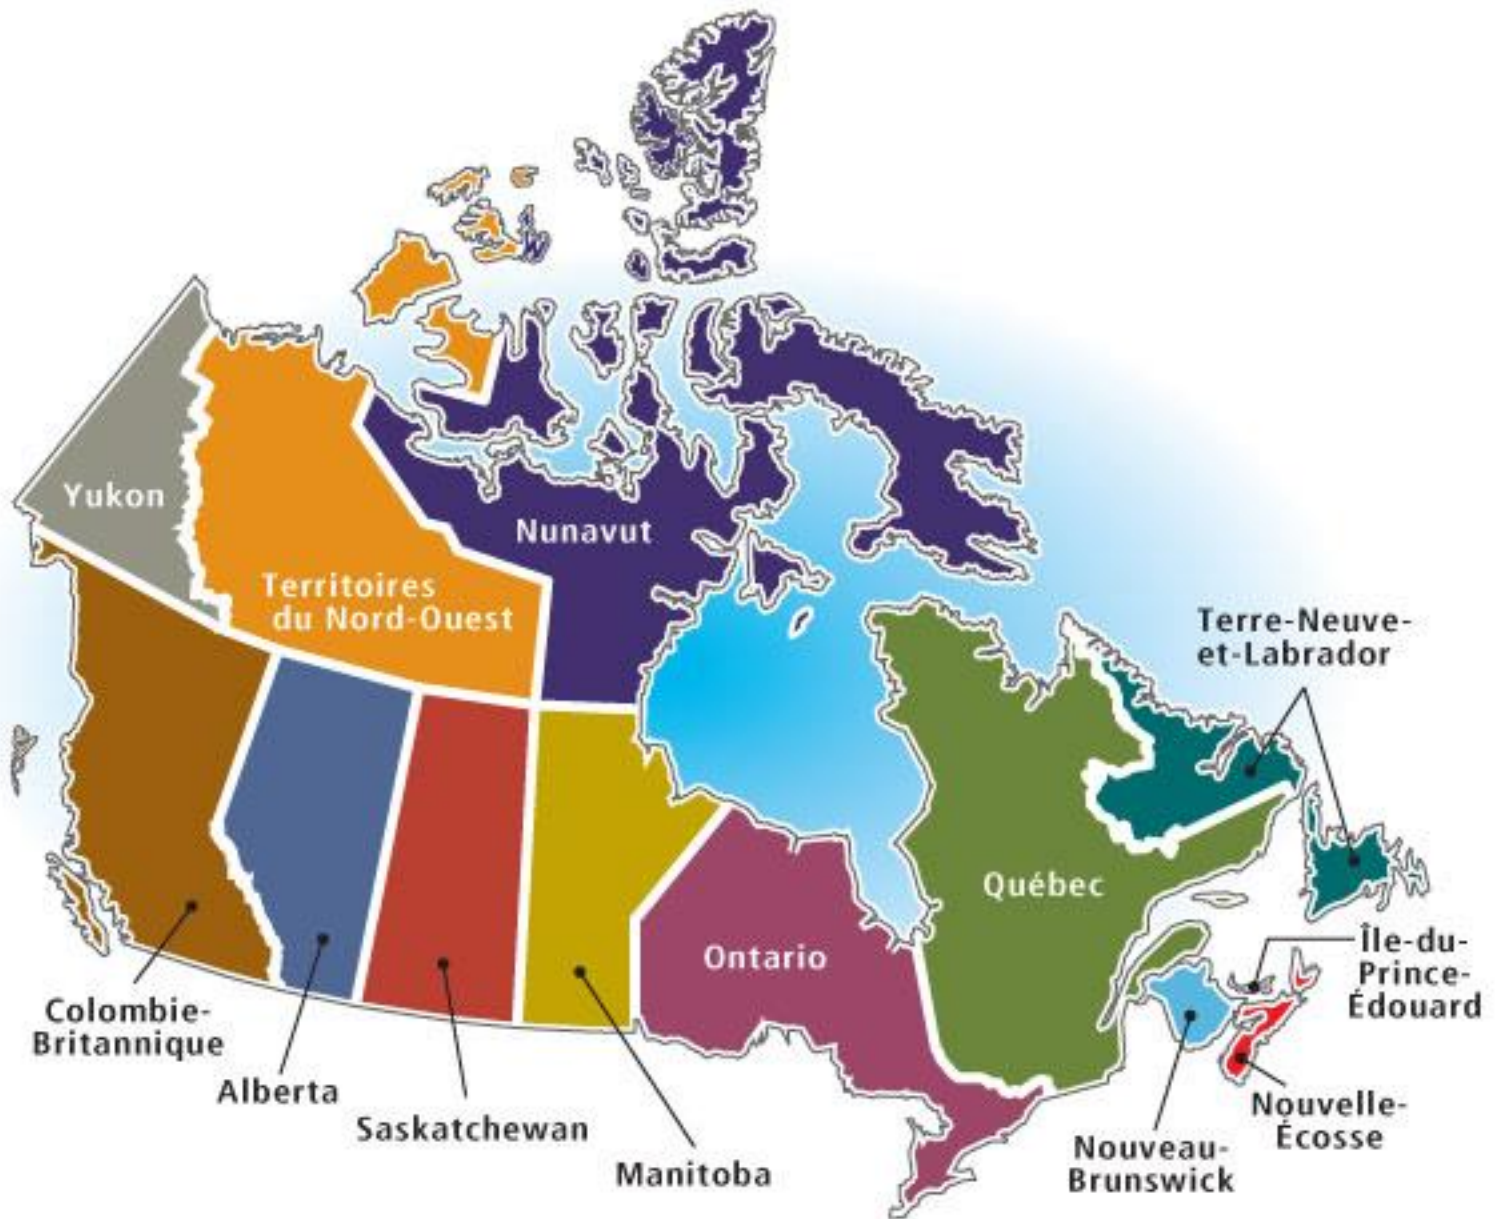 Yukon
Nunavut
Territoires
du Nord-Ouest
Terre-Neuve-
et-Labrador
Québec
Ontario
Île-du-
Prince-
Édouard
Colombie-
Britannique
Alberta
Saskatchewan
Manitoba
Nouveau-
Brunswick
Nouvelle-
Écosse